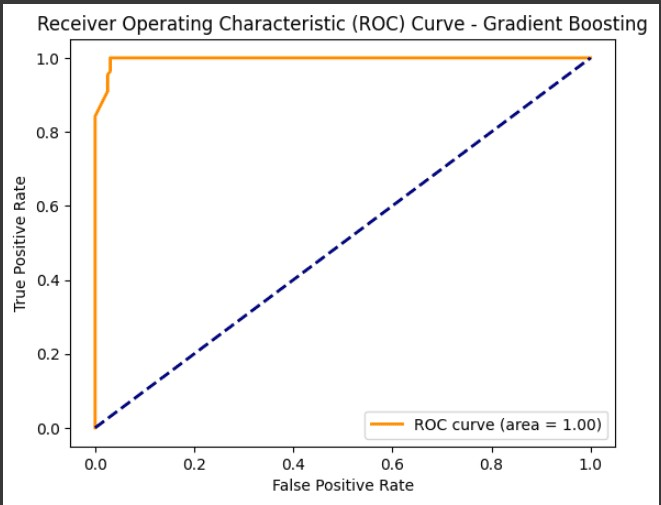 Receiver Operating Characteristic (ROC) Curve - Gradient Boosting
True Positive Rate
1.0
0.8
0.6
0.4
0.2
0.0
ROC curve (area = 1.00)
0.0 0.2 0.4 0.6 0.8 1.0
False Positive Rate